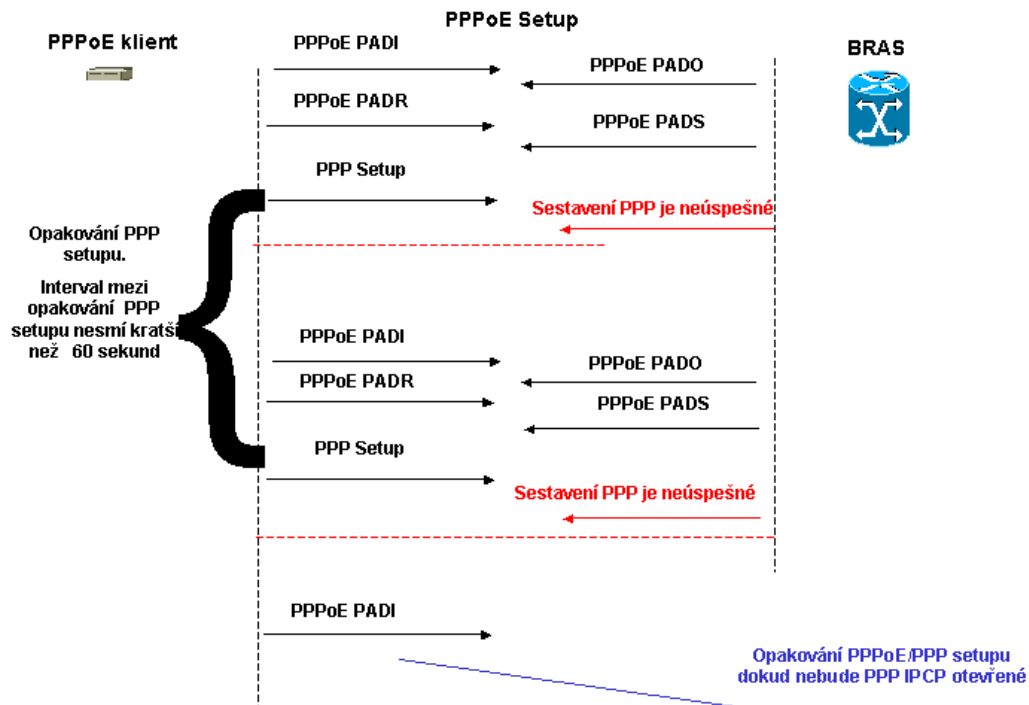 PPPoE Setup
PPPoE klient
BRAS
PPPoE PADI
PPPoE PADO
PPPoE PADR
PPPoE PADS
PPP Setup
Sestavení PPP je neúspešné
Opakování PPP
setupu.
Interval mezi
opakování PPP
setupu nesmí kratší
než 60 sekund
PPPoE PADI
PPPoE PADO
PPPoE PADR
PPPoE PADS
PPP Setup
Sestavení PPP je neúspešné
PPPoE PADI
Opakování PPPoE/PPP setupu
dokud nebude PPP IPCP otevřené